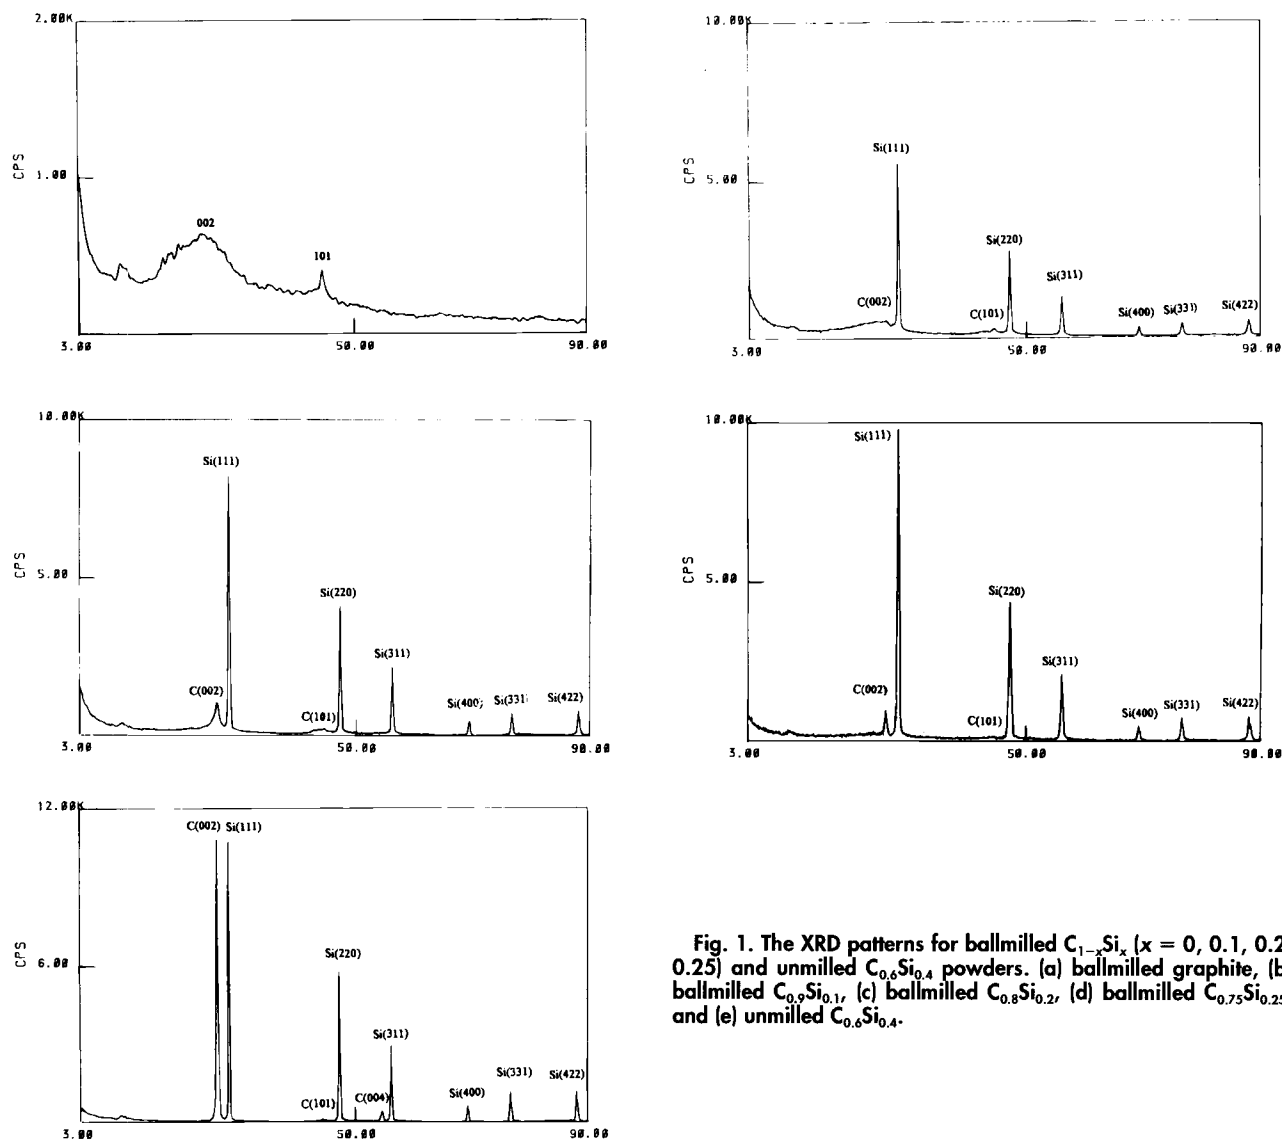 2.00K
CPS
1.00
002
101
3.00 50.00 90.00
10.00K
CPS
5.00
Si(111)
Si(220)
Si(311)
C(002)
C(101)
Si(400)
Si(331)
Si(422)
3.00 50.00 90.00
10.00K
CPS
5.00
Si(111)
Si(220)
Si(311)
C(002)
C(101)
Si(400)
Si(331)
Si(422)
3.00 50.00 90.00
10.00K
CPS
5.00
Si(111)
Si(220)
Si(311)
C(002)
C(101)
Si(400)
Si(331)
Si(422)
3.00 50.00 90.00
12.00K
CPS
6.00
C(002) Si(111)
Si(220)
Si(311)
C(101)
C(004)
Si(400)
Si(331)
Si(422)
3.00 50.00 90.00
Fig. 1. The XRD patterns for ballmilled C₁₋ₓSiₓ (x = 0, 0.1, 0.2
0.25) and unmilled C₀.₆Si₀.₄ powders. (a) ballmilled graphite, (b
ballmilled C₀.₉Si₀.₁, (c) ballmilled C₀.₈Si₀.₂, (d) ballmilled C₀.₇₅Si₀.₂₅
and (e) unmilled C₀.₆Si₀.₄.